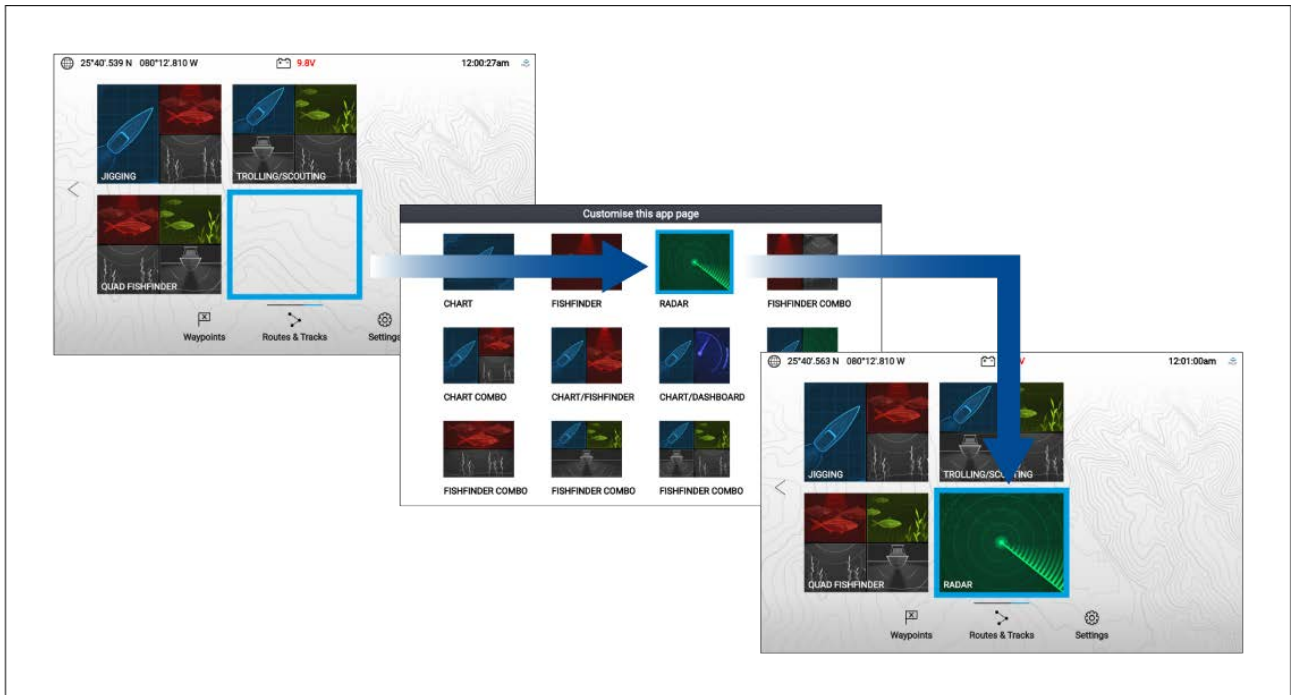 25°40'.539 N 080°12'.810 W 9.8V 12:00:27am
JIGGING TROLLING/SCOUTING
QUAD FISHFINDER
Waypoints Routes & Tracks Settings
Customise this app page
CHART FISHFINDER RADAR FISHFINDER COMBO
CHART COMBO CHART/FISHFINDER CHART/DASHBOARD
FISHFINDER COMBO FISHFINDER COMBO FISHFINDER COMBO
25°40'.563 N 080°12'.810 W 12:01:00am
JIGGING TROLLING/SCOUTING
QUAD FISHFINDER RADAR
Waypoints Routes & Tracks Settings